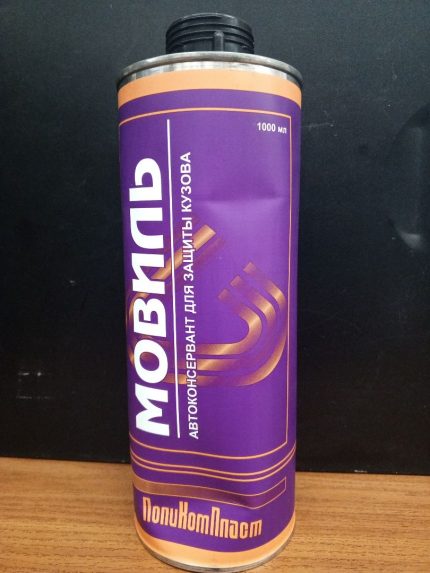 1000 мл
МОВИЛЬ
АВТОКОНСЕРВАНТ ДЛЯ ЗАЩИТЫ КУЗОВА
ПолиКомПласт